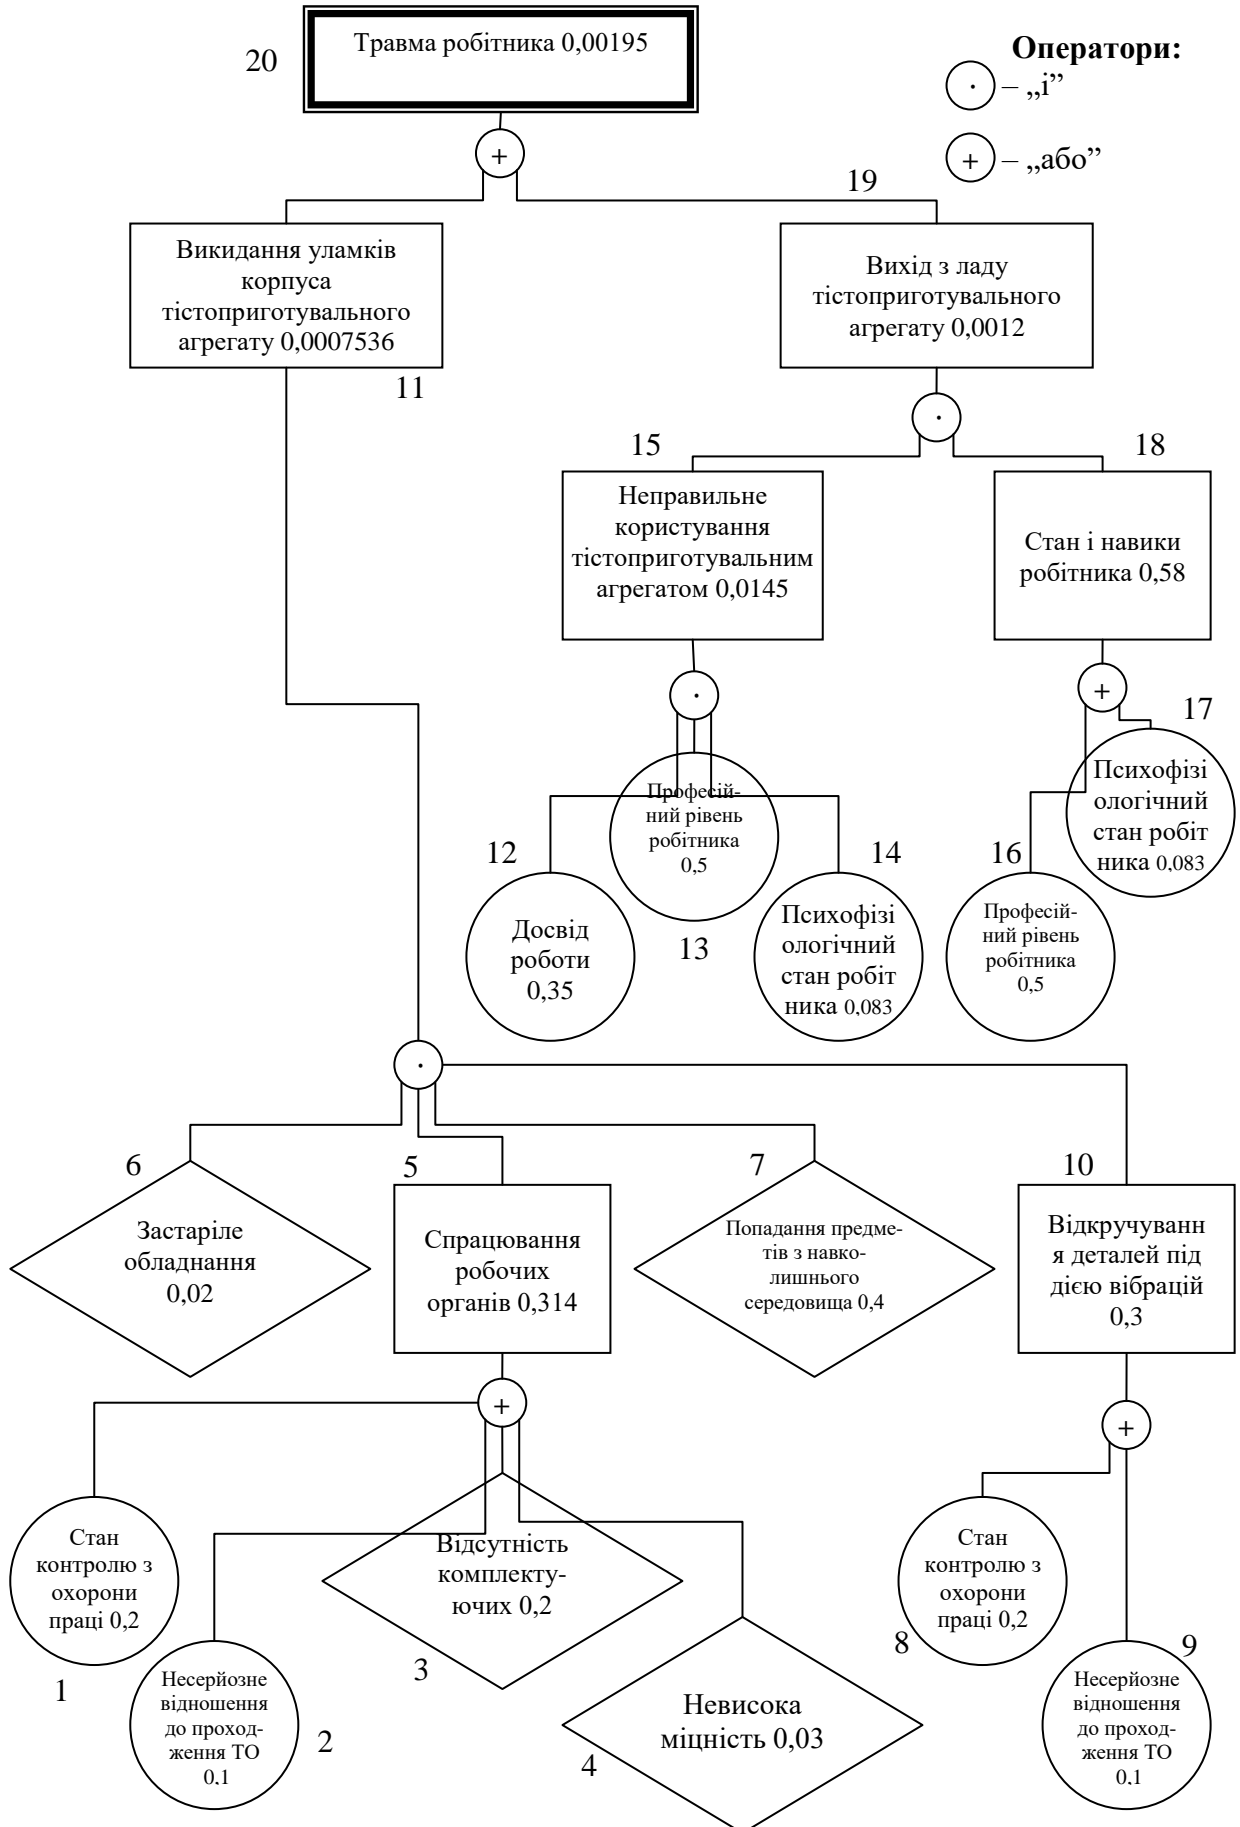 20
Травма робітника 0,00195
Оператори:
· – „і”
+ – „або”
+
19
Викидання уламків
корпуса
тістоприготувального
агрегату 0,0007536
11
Вихід з ладу
тістоприготувального
агрегату 0,0012
·
15
Неправильне
користування
тістоприготувальним
агрегатом 0,0145
18
Стан і навики
робітника 0,58
·
+
17
Психофізі
ологічний
стан робіт
ника 0,083
Професій-
ний рівень
робітника
0,5
13
12
Досвід
роботи
0,35
14
Психофізі
ологічний
стан робіт
ника 0,083
16
Професій-
ний рівень
робітника
0,5
·
6
Застаріле
обладнання
0,02
5
Спрацювання
робочих
органів 0,314
7
Попадання предме-
тів з навко-
лишнього
середовища 0,4
10
Відкручуванн
я деталей під
дією вібрацій
0,3
+
+
Стан
контролю з
охорони
праці 0,2
1
Несерйозне
відношення
до проход-
ження ТО
0,1
2
Відсутність
комплекту-
ючих 0,2
3
Невисока
міцність 0,03
4
Стан
контролю з
охорони
праці 0,2
8
9
Несерйозне
відношення
до проход-
ження ТО
0,1